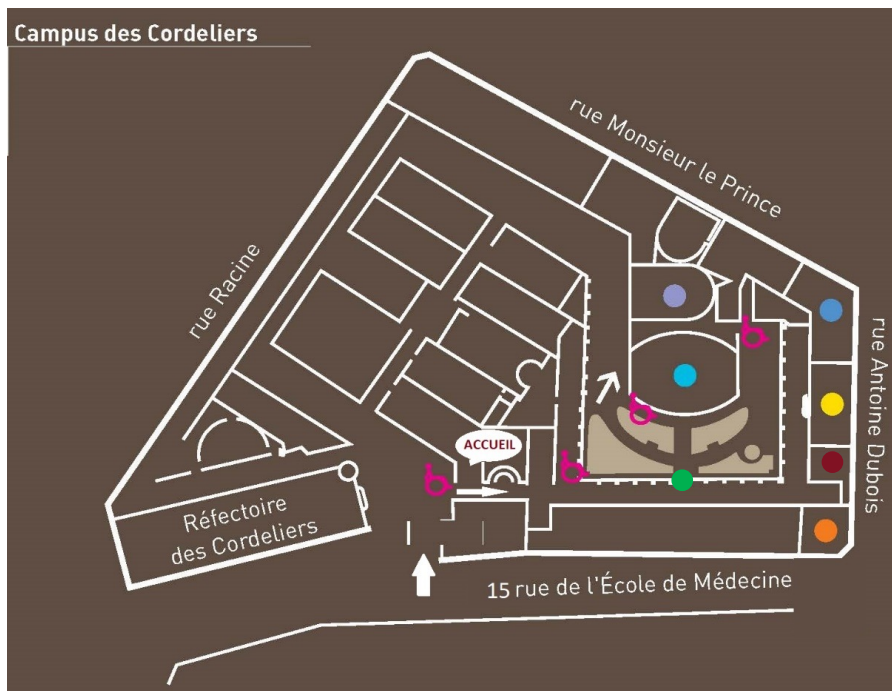 Campus des Cordeliers
rue Monsieur le Prince
rue Racine
rue Antoine Dubois
ACCUEIL
Réfectoire
des Cordeliers
15 rue de l'École de Médecine